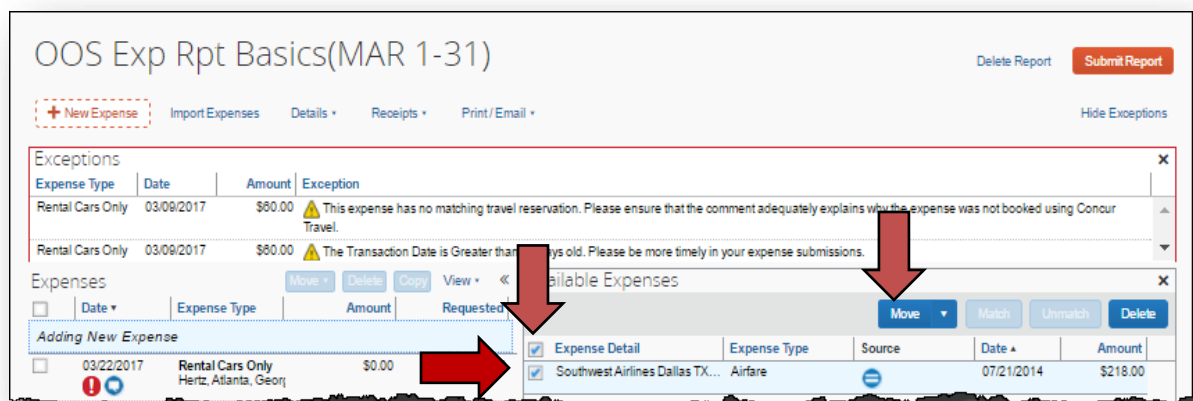 OOS Exp Rpt Basics(MAR 1-31)
Delete Report Submit Report
+ New Expense Import Expenses Details Receipts Print / Email Hide Exceptions
Exceptions
Expense Type Date Amount Exception
Rental Cars Only 03/09/2017 $60.00 This expense has no matching travel reservation. Please ensure that the comment adequately explains why the expense was not booked using Concur
Travel.
Rental Cars Only 03/09/2017 $60.00 The Transaction Date is Greater than ays old. Please be more timely in your expense submissions.
Expenses Move Delete Copy View « ailable Expenses
Move Match Unmatch Delete
Date Expense Type Amount Requested
Adding New Expense
Expense Detail Expense Type Source Date Amount
03/22/2017 Rental Cars Only $0.00
Hertz, Atlanta, Georg
Southwest Airlines Dallas TX... Airfare 07/21/2014 $218.00